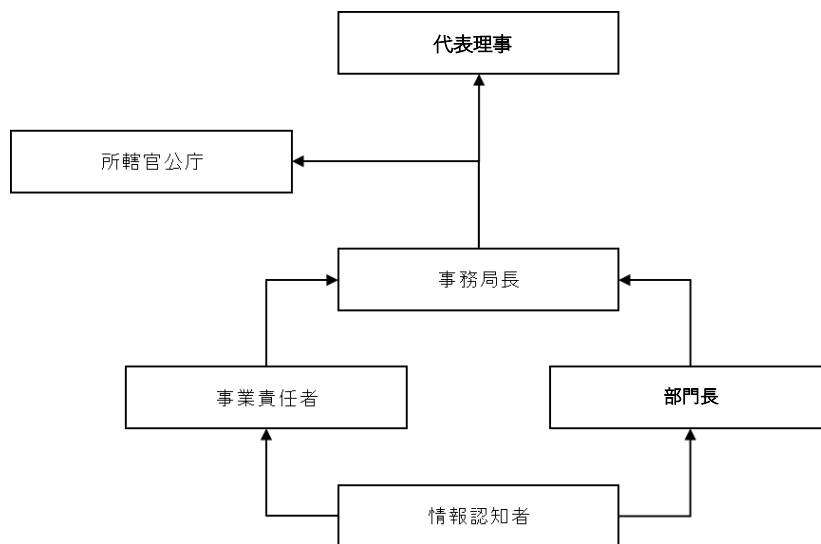 代表理事
所轄官公庁
事務局長
事業責任者
部門長
情報認知者